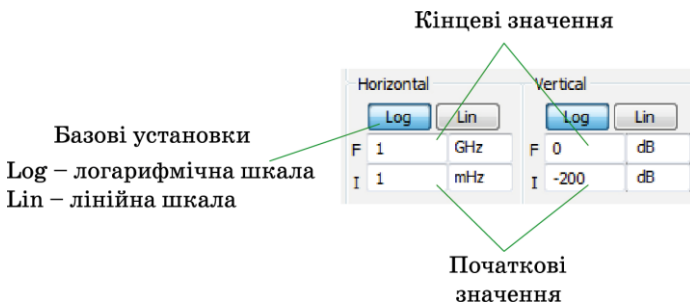 Кінцеві значення
Horizontal
Vertical
Log Lin
Log Lin
F 1 GHz
F 0 dB
I 1 mHz
I -200 dB
Базові установки
Log – логарифмічна шкала
Lin – лінійна шкала
Початкові
значення